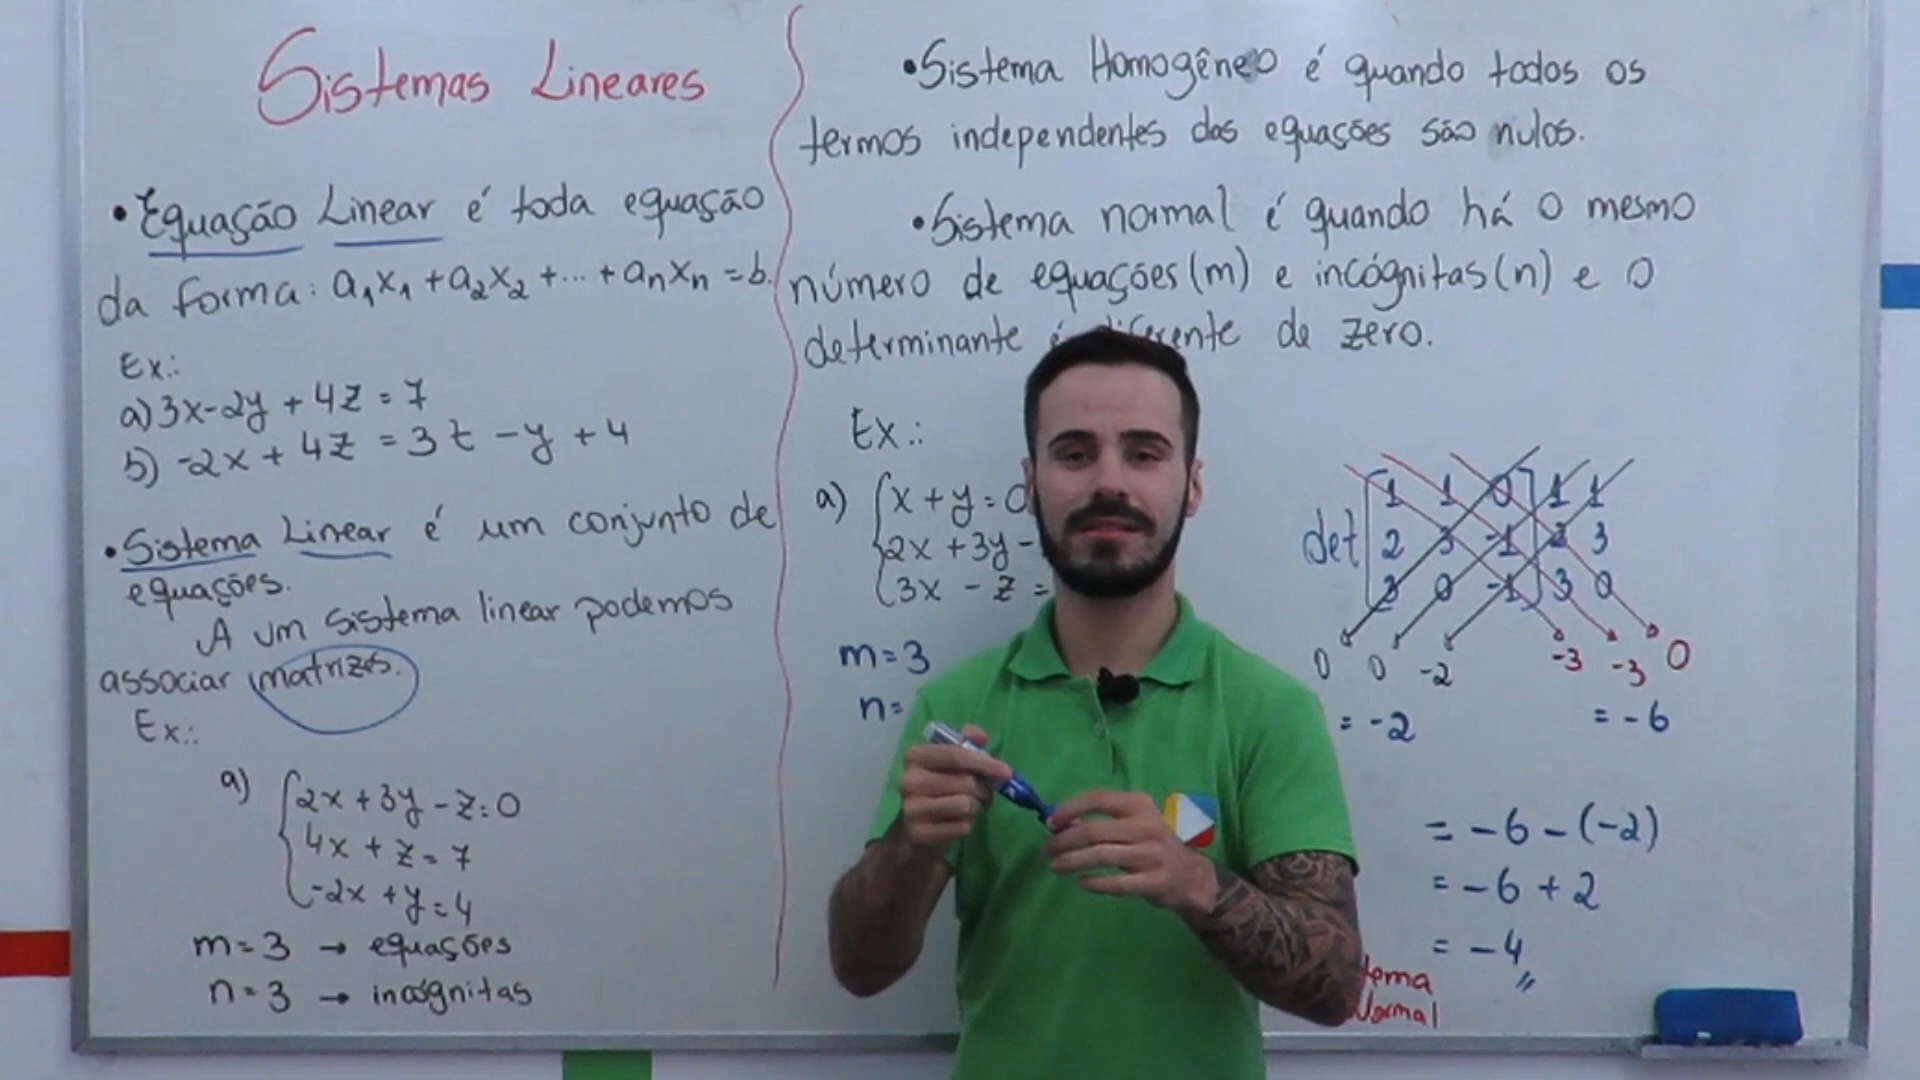 Sistemas Lineares
• Equação Linear é toda equação
da forma: a₁x₁ + a₂x₂ + ... + aₙxₙ = b.
Ex.:
a) 3x - 2y + 4z = 7
b) -2x + 4z = 3t - y + 4
• Sistema Linear é um conjunto de
equações.
A um sistema linear podemos
associar matrizes.
Ex.:
a) 2x + 3y - z = 0
4x + z = 7
-2x + y = 4
m = 3 → equações
n = 3 → incógnitas
• Sistema Homogêneo é quando todos os
termos independentes das equações são nulos.
• Sistema normal é quando há o mesmo
número de equações (m) e incógnitas (n) e o
determinante é diferente de zero.
Ex.:
a) x + y = 0
2x + 3y -
3x - z =
m = 3
n =
det 1 1 0 1 1
2 3 -1 2 3
3 0 -1 3 0
0 0 -2 -3 -3 0
= -2 = -6
= -6 - (-2)
= -6 + 2
= -4
tema
Normal